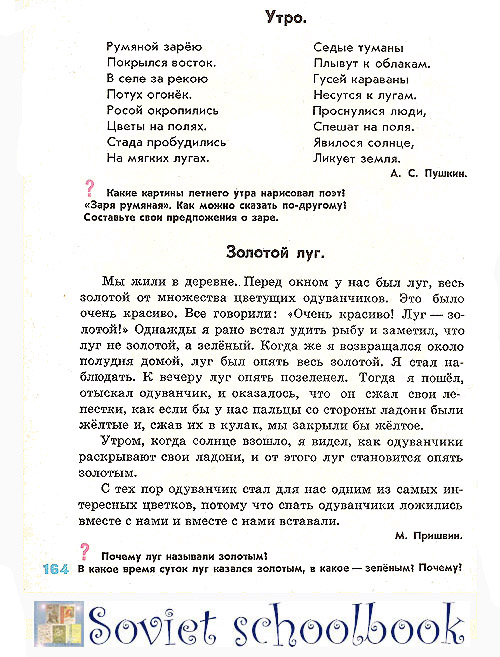 Утро.
Румяной зарёю
Покрылся восток.
В селе за рекою
Потух огонёк.
Росой окропились
Цветы на полях.
Стада пробудились
На мягких лугах.
Седые туманы
Плывут к облакам.
Гусей караваны
Несутся к лугам.
Проснулися люди,
Спешат на поля.
Явилося солнце,
Ликует земля.
А. С. Пушкин.
? Какие картины летнего утра нарисовал поэт?
«Заря румяная». Как можно сказать по-другому?
Составьте свои предложения о заре.
Золотой луг.
Мы жили в деревне. Перед окном у нас был луг, весь
золотой от множества цветущих одуванчиков. Это было
очень красиво. Все говорили: «Очень красиво! Луг — зо-
лотой!» Однажды я рано встал удить рыбу и заметил, что
луг не золотой, а зелёный. Когда же я возвращался около
полудня домой, луг был опять весь золотой. Я стал на-
блюдать. К вечеру луг опять позеленел. Тогда я пошёл,
отыскал одуванчик, и оказалось, что он сжал свои ле-
пестки, как если бы у нас пальцы со стороны ладони были
жёлтые и, сжав их в кулак, мы закрыли бы жёлтое.
Утром, когда солнце взошло, я видел, как одуванчики
раскрывают свои ладони, и от этого луг становится опять
золотым.
С тех пор одуванчик стал для нас одним из самых ин-
тересных цветков, потому что спать одуванчики ложились
вместе с нами и вместе с нами вставали.
М. Пришвин.
? Почему луг называли золотым?
164 В какое время суток луг казался золотым, в какое — зелёным? Почему?
Soviet schoolbook